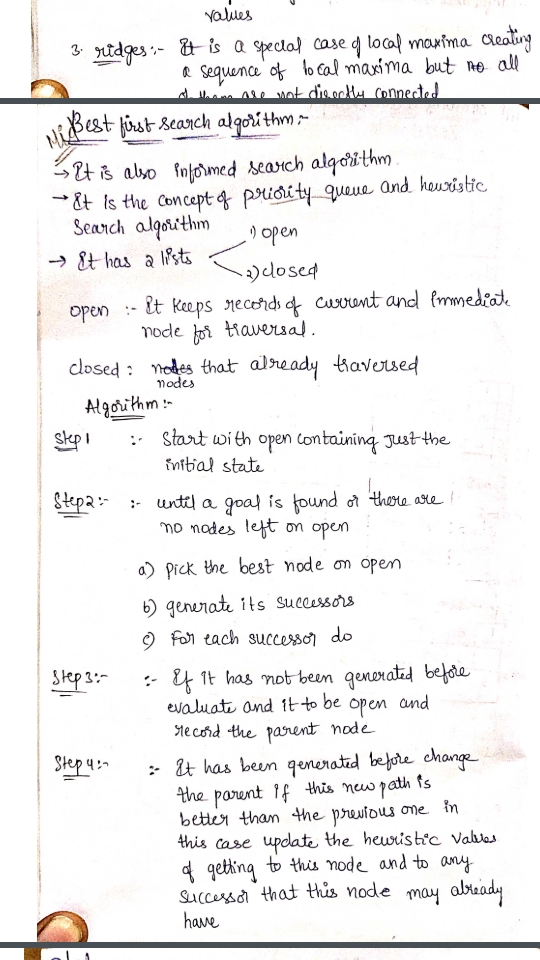 values
3. ridges :- It is a special case of local maxima creating
a sequence of local maxima but no all
of them are not directly connected
Mid
Best first search algorithm :-
→ It is also informed search algorithm.
→ It is the concept of priority queue and heuristic
search algorithm
1) open
→ It has 2 lists
2) closed
open :- It keeps records of current and immediate
node for traversal.
closed : nodes that already traversed
nodes
Algorithm :-
Step 1 :- Start with open containing just the
initial state
Step 2 :- :- until a goal is found or there are
no nodes left on open
a) pick the best node on open
b) generate its successors
c) For each successor do
Step 3 :- :- If it has not been generated before
evaluate and it to be open and
record the parent node
Step 4 :- :- It has been generated before change
the parent if this new path is
better than the previous one in
this case update the heuristic values
of getting to this node and to any
successor that this node may already
have